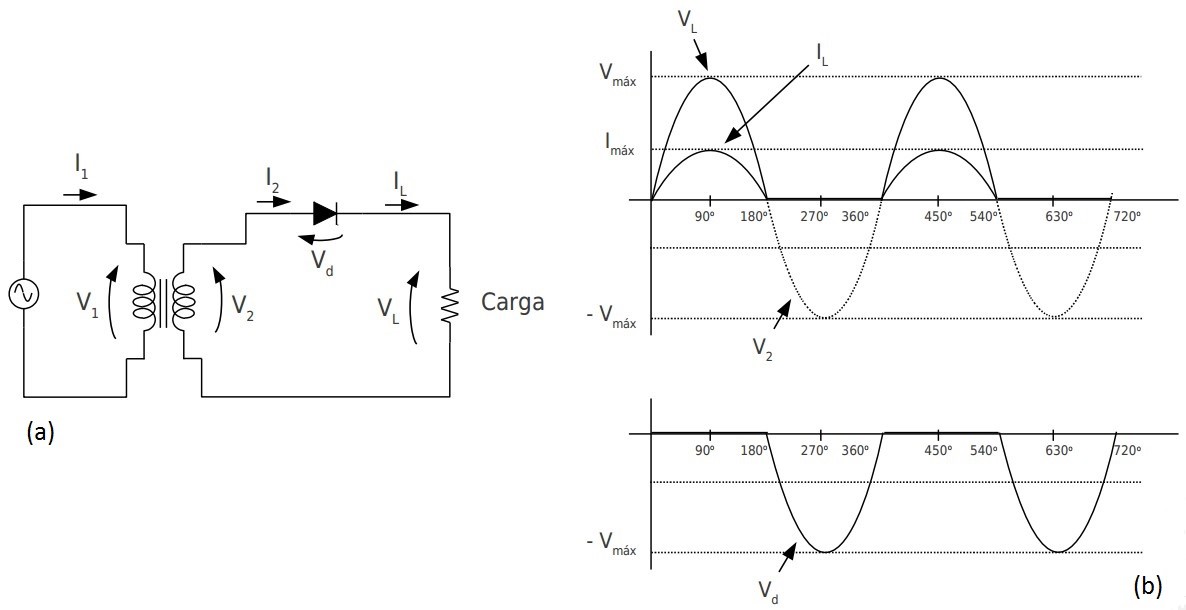 I1
I2
IL
V1
V2
Vd
VL
Carga
(a)
VL
IL
Vmáx
Imáx
90º 180º 270º 360º 450º 540º 630º 720º
- Vmáx
V2
90º 180º 270º 360º 450º 540º 630º 720º
- Vmáx
Vd
(b)